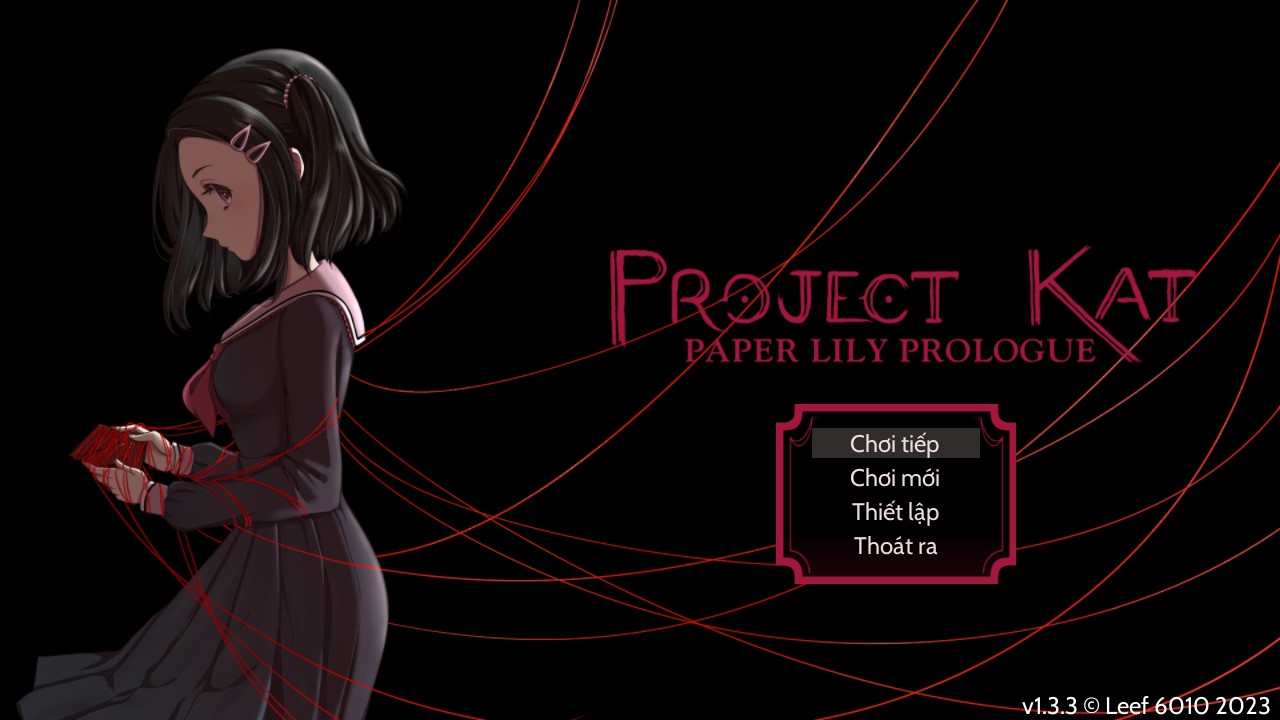 PROJECT KAT
PAPER LILY PROLOGUE
Chơi tiếp
Chơi mới
Thiết lập
Thoát ra
v1.3.3 © Leef 6010 2023